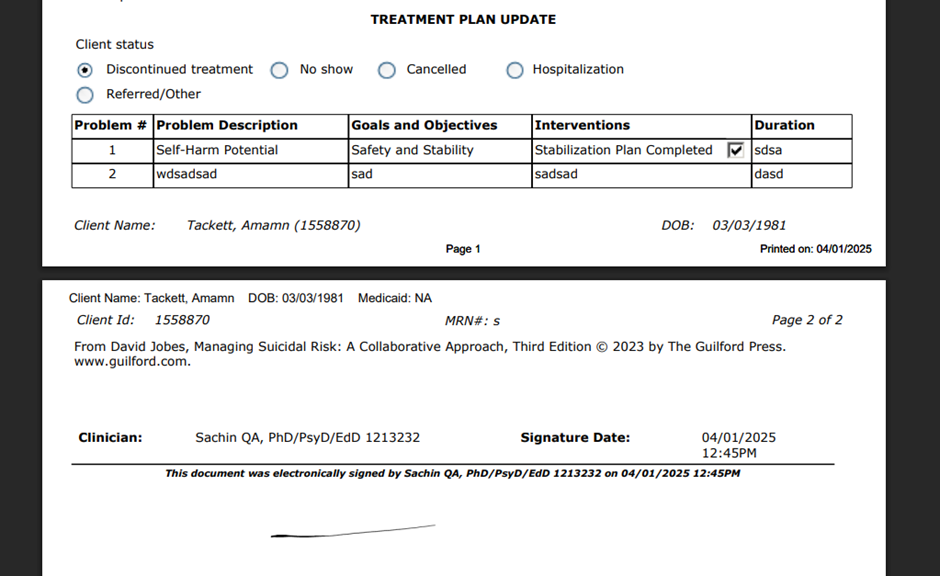 TREATMENT PLAN UPDATE
Client status
Discontinued treatment No show Cancelled Hospitalization
Referred/Other
Problem # Problem Description Goals and Objectives Interventions Duration
1 Self-Harm Potential Safety and Stability Stabilization Plan Completed sdsa
2 wdsadsad sad sadsad dasd
Client Name: Tackett, Amamn (1558870) DOB: 03/03/1981
Page 1 Printed on: 04/01/2025
Client Name: Tackett, Amamn DOB: 03/03/1981 Medicaid: NA
Client Id: 1558870 MRN#: s Page 2 of 2
From David Jobes, Managing Suicidal Risk: A Collaborative Approach, Third Edition © 2023 by The Guilford Press.
www.guilford.com.
Clinician: Sachin QA, PhD/PsyD/EdD 1213232 Signature Date: 04/01/2025
12:45PM
This document was electronically signed by Sachin QA, PhD/PsyD/EdD 1213232 on 04/01/2025 12:45PM